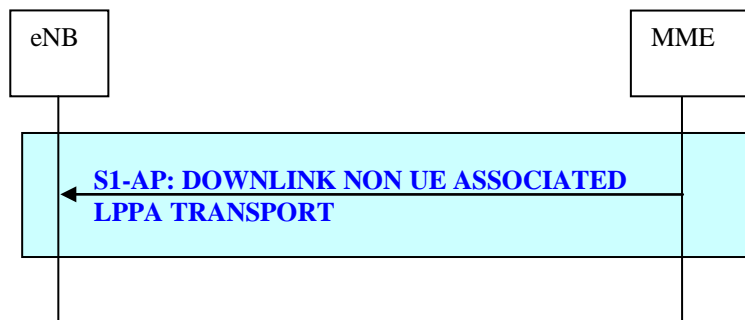 eNB
MME
S1-AP: DOWNLINK NON UE ASSOCIATED
LPPA TRANSPORT